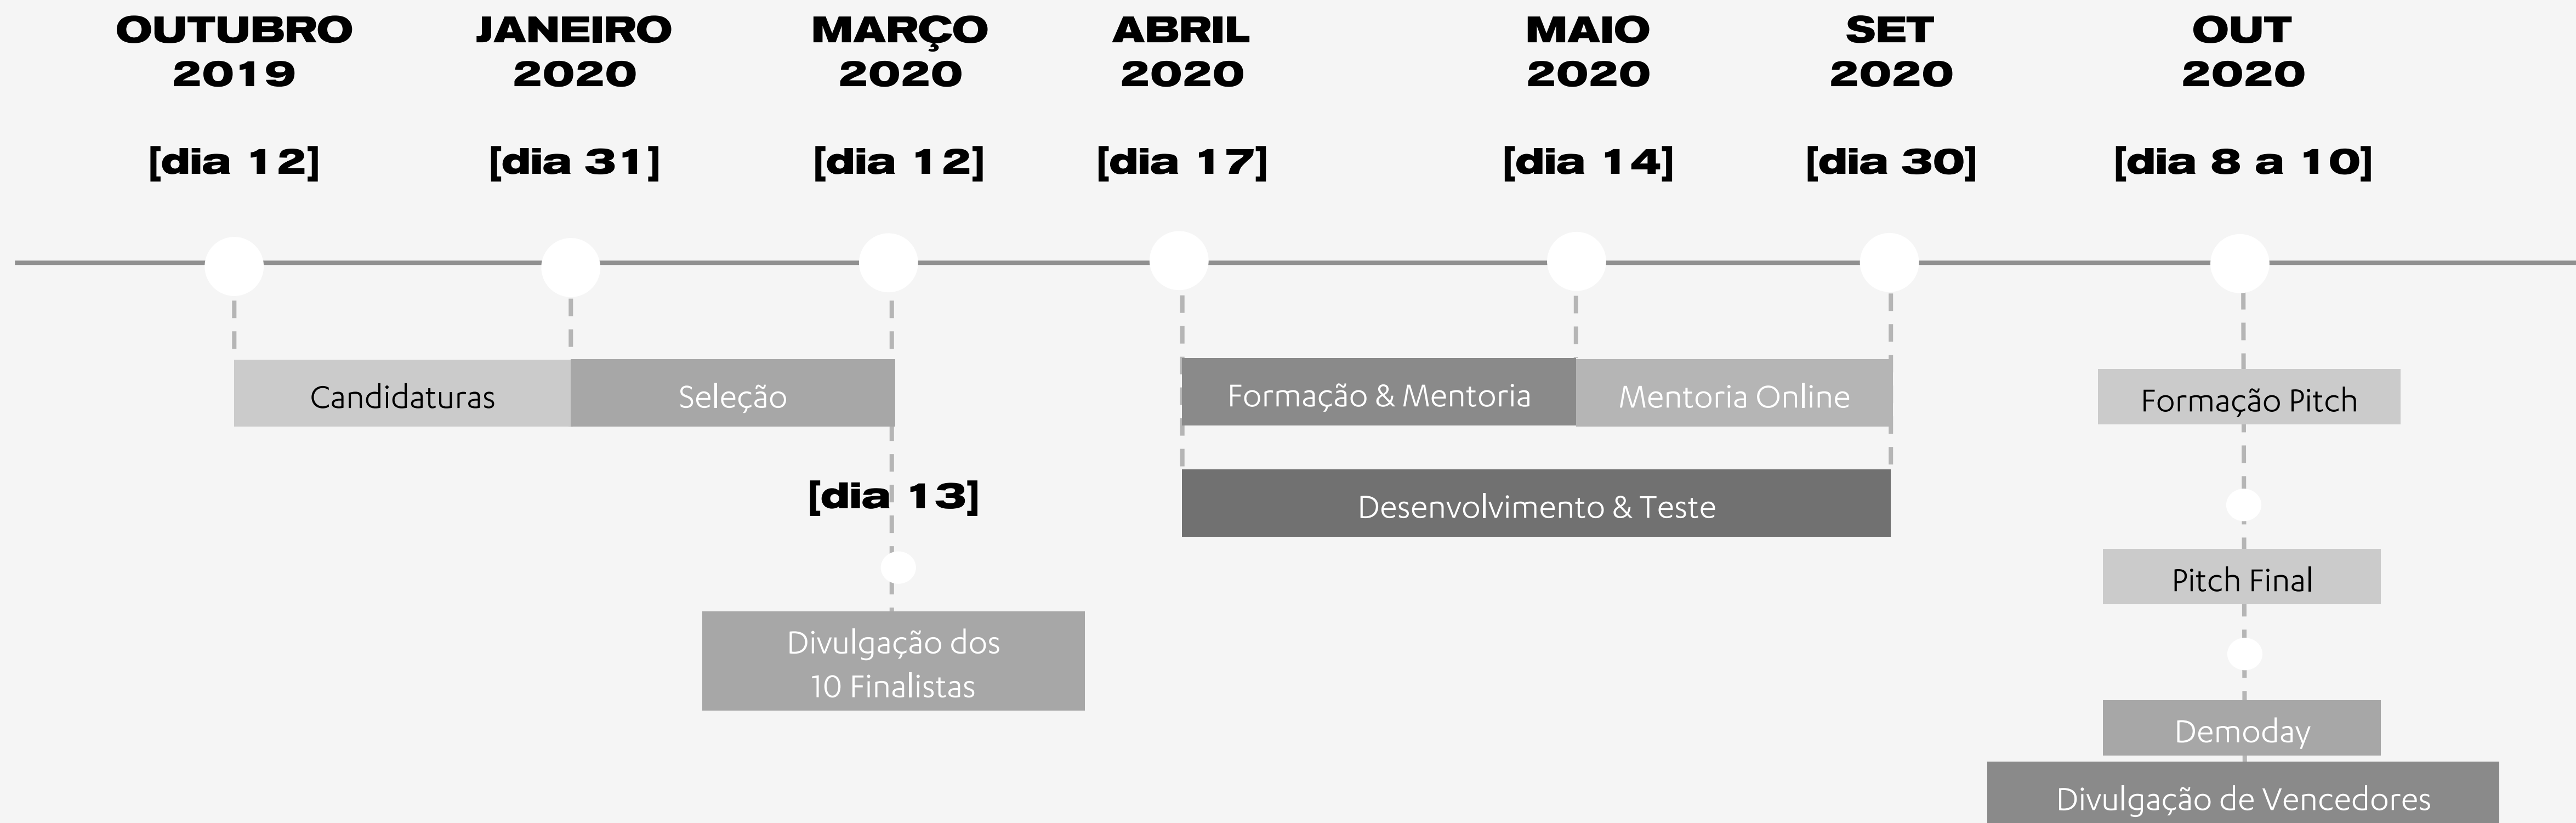 OUTUBRO
2019
[dia 12]
JANEIRO
2020
[dia 31]
MARÇO
2020
[dia 12]
ABRIL
2020
[dia 17]
MAIO
2020
[dia 14]
SET
2020
[dia 30]
OUT
2020
[dia 8 a 10]
Candidaturas
Seleção
[dia 13]
Divulgação dos
10 Finalistas
Formação & Mentoria
Mentoria Online
Desenvolvimento & Teste
Formação Pitch
Pitch Final
Demoday
Divulgação de Vencedores